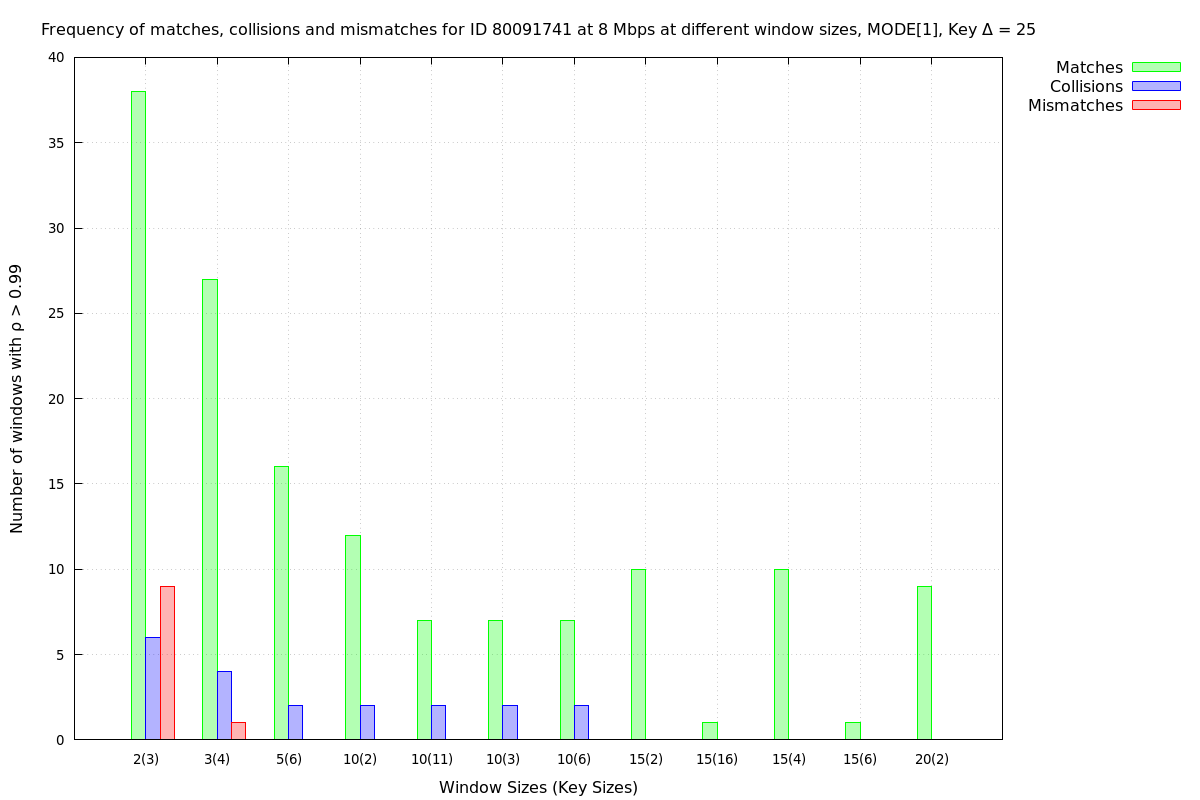 Frequency of matches, collisions and mismatches for ID 80091741 at 8 Mbps at different window sizes, MODE[1], Key Δ = 25
Matches
Collisions
Mismatches
Number of windows with ρ > 0.99
40
35
30
25
20
15
10
5
0
2(3) 3(4) 5(6) 10(2) 10(11) 10(3) 10(6) 15(2) 15(16) 15(4) 15(6) 20(2)
Window Sizes (Key Sizes)